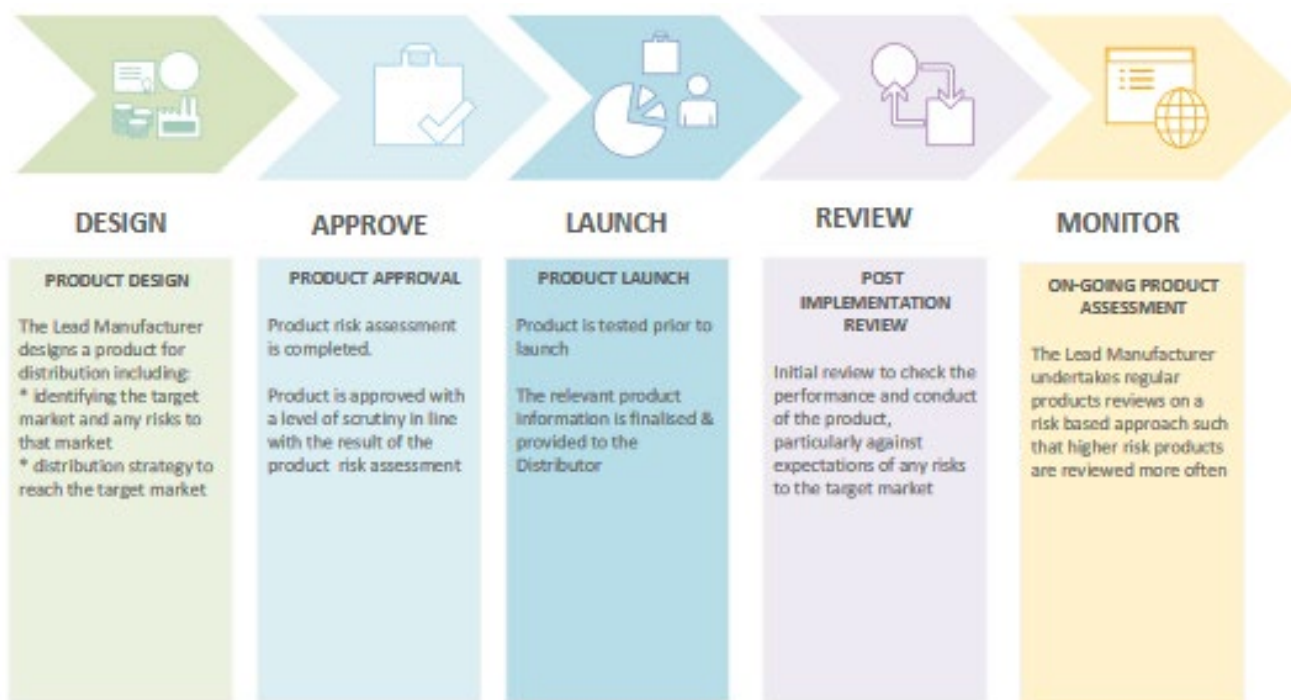 DESIGN
APPROVE
LAUNCH
REVIEW
MONITOR
PRODUCT DESIGN
The Lead Manufacturer
designs a product for
distribution including:
* identifying the target
market and any risks to
that market
* distribution strategy to
reach the target market
PRODUCT APPROVAL
Product risk assessment
is completed.
Product is approved with
a level of scrutiny in line
with the result of the
product risk assessment
PRODUCT LAUNCH
Product is tested prior to
launch
The relevant product
information is finalised &
provided to the
Distributor
POST
IMPLEMENTATION
REVIEW
Initial review to check the
performance and conduct
of the product,
particularly against
expectations of any risks
to the target market
ON-GOING PRODUCT
ASSESSMENT
The Lead Manufacturer
undertakes regular
products reviews on a
risk based approach such
that higher risk products
are reviewed more often